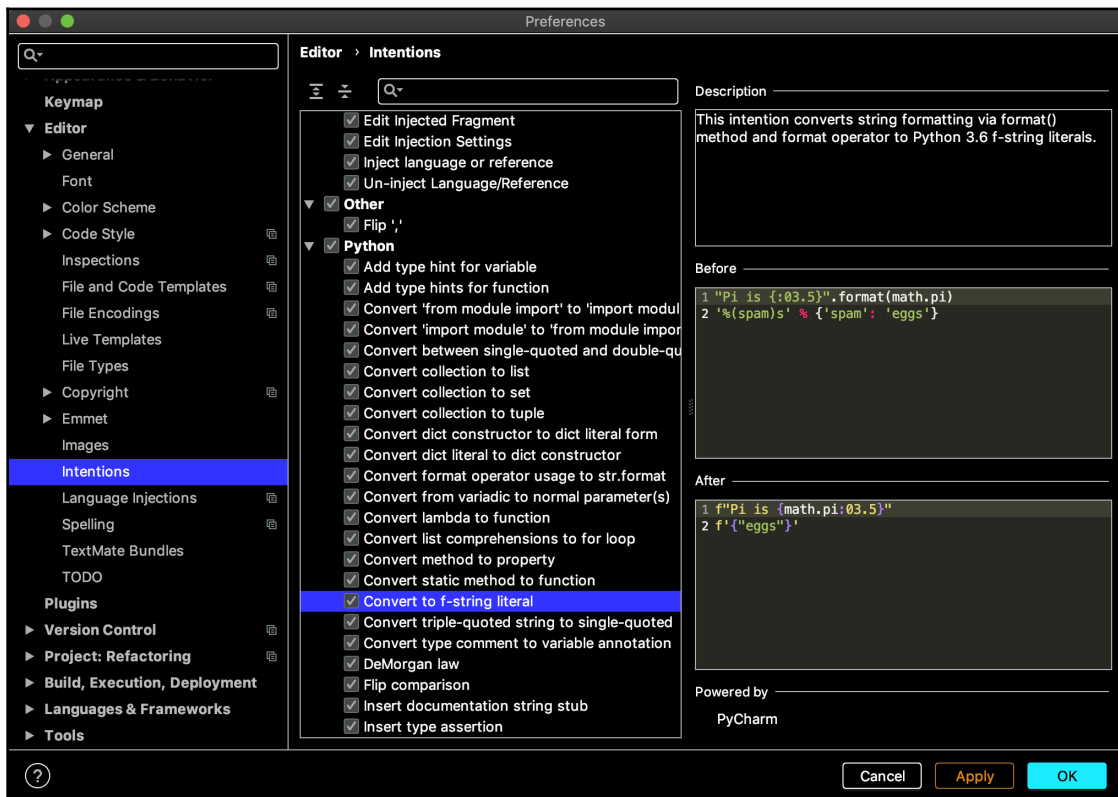 Preferences
Keymap
Editor
General
Font
Color Scheme
Code Style
Inspections
File and Code Templates
File Encodings
Live Templates
File Types
Copyright
Emmet
Images
Intentions
Language Injections
Spelling
TextMate Bundles
TODO
Plugins
Version Control
Project: Refactoring
Build, Execution, Deployment
Languages & Frameworks
Tools
?
Editor › Intentions
Edit Injected Fragment
Edit Injection Settings
Inject language or reference
Un-inject Language/Reference
Other
Flip ','
Python
Add type hint for variable
Add type hints for function
Convert 'from module import' to 'import modul
Convert 'import module' to 'from module impor
Convert between single-quoted and double-qu
Convert collection to list
Convert collection to set
Convert collection to tuple
Convert dict constructor to dict literal form
Convert dict literal to dict constructor
Convert format operator usage to str.format
Convert from variadic to normal parameter(s)
Convert lambda to function
Convert list comprehensions to for loop
Convert method to property
Convert static method to function
Convert to f-string literal
Convert triple-quoted string to single-quoted
Convert type comment to variable annotation
DeMorgan law
Flip comparison
Insert documentation string stub
Insert type assertion
Description
This intention converts string formatting via format()
method and format operator to Python 3.6 f-string literals.
Before
1 "Pi is {:03.5}".format(math.pi)
2 '%(spam)s' % {'spam': 'eggs'}
After
1 f"Pi is {math.pi:03.5}"
2 f'{"eggs"}'
Powered by
PyCharm
Cancel
Apply
OK